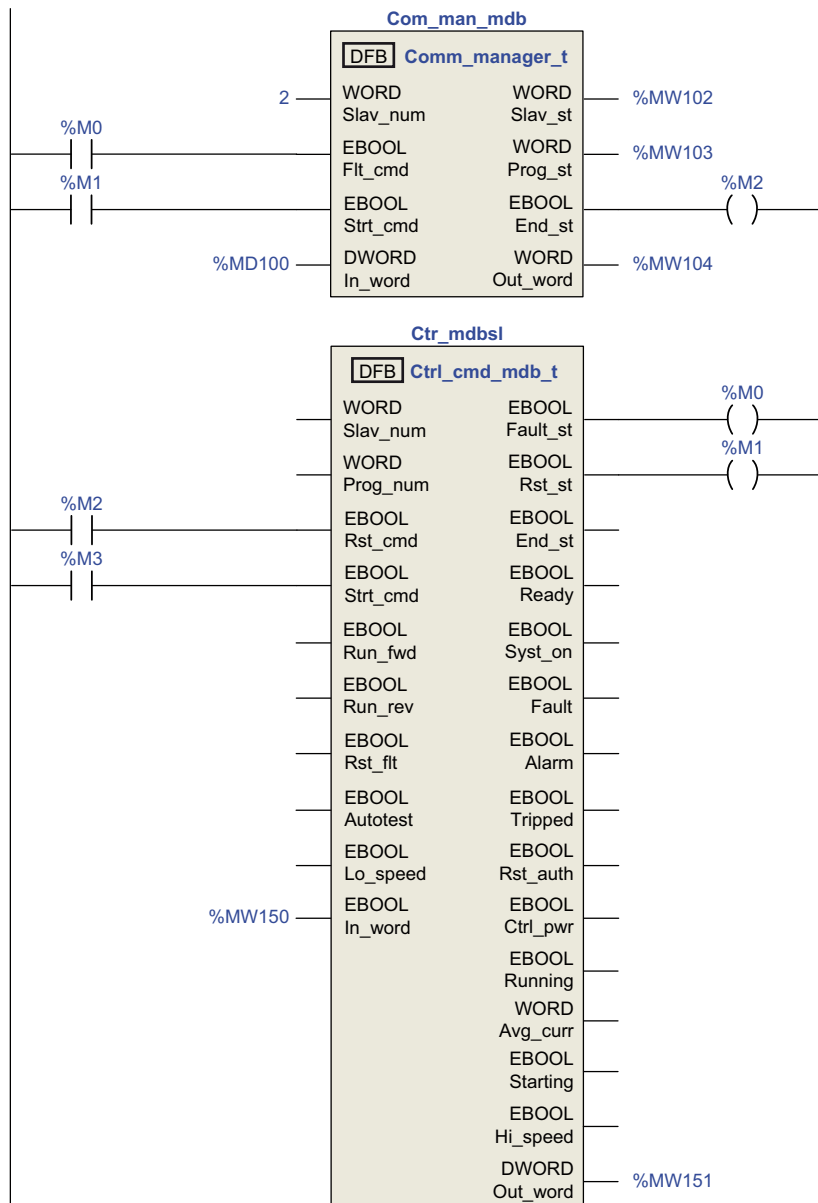 Com_man_mdb
DFB Comm_manager_t
2 WORD WORD %MW102
Slav_num Slav_st
%M0
EBOOL WORD %MW103
Flt_cmd Prog_st
%M1 %M2
EBOOL EBOOL
Strt_cmd End_st
%MD100 DWORD WORD %MW104
In_word Out_word
Ctr_mdbsl
DFB Ctrl_cmd_mdb_t
%M0
WORD EBOOL
Slav_num Fault_st
%M1
WORD EBOOL
Prog_num Rst_st
%M2
EBOOL EBOOL
Rst_cmd End_st
%M3
EBOOL EBOOL
Strt_cmd Ready
EBOOL EBOOL
Run_fwd Syst_on
EBOOL EBOOL
Run_rev Fault
EBOOL EBOOL
Rst_flt Alarm
EBOOL EBOOL
Autotest Tripped
EBOOL EBOOL
Lo_speed Rst_auth
%MW150 EBOOL EBOOL
In_word Ctrl_pwr
EBOOL
Running
WORD
Avg_curr
EBOOL
Starting
EBOOL
Hi_speed
DWORD %MW151
Out_word